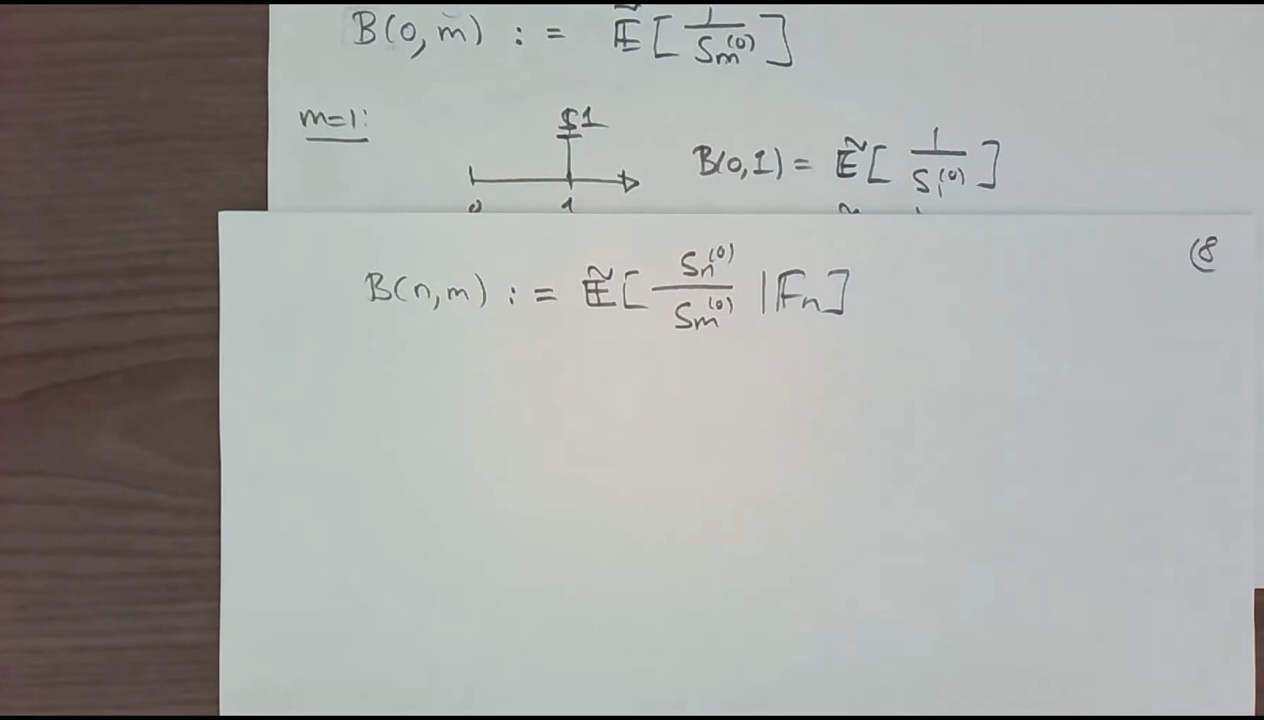 B(0,m) := Ẽ[ 1/S_m^(0) ]
m=1:
$1
B(0,1) = Ẽ[ 1/S_1^(0) ]
0 1
(8
B(n,m) := Ẽ[ S_n^(0)/S_m^(0) | F_n ]